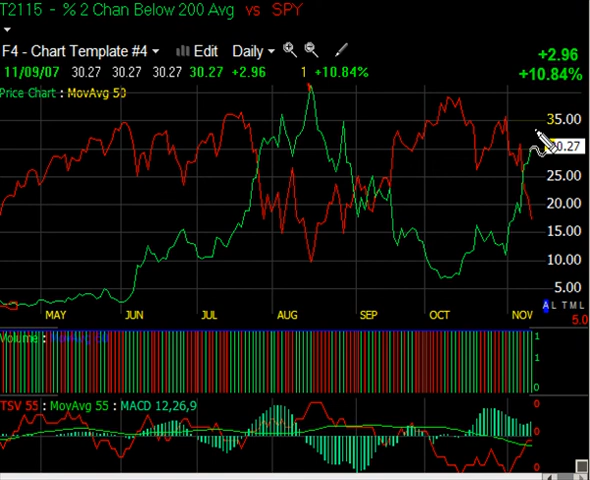 T2115 - % 2 Chan Below 200 Avg vs SPY
F4 - Chart Template #4 Edit Daily
11/09/07 30.27 30.27 30.27 30.27 +2.96 1 +10.84%
+2.96
+10.84%
Price Chart : MovAvg 50
35.00
0.27
25.00
20.00
15.00
10.00
5.00
MAY JUN JUL AUG SEP OCT NOV
A L T M L
5.0
Volume : MovAvg
1
1
0
TSV 55 : MovAvg 55 : MACD 12,26,9
0
0
0